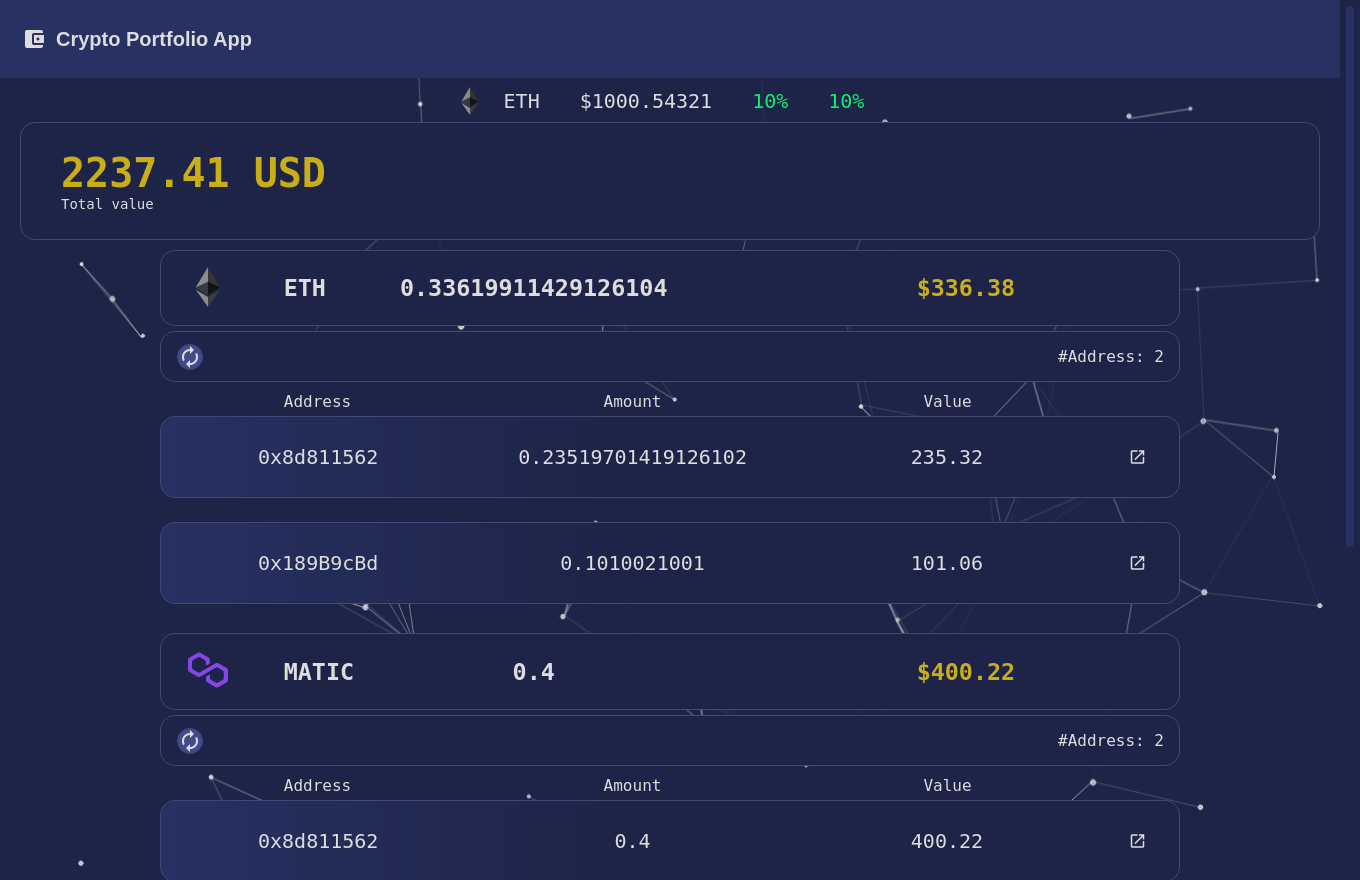 Crypto Portfolio App
ETH $1000.54321 10% 10%
2237.41 USD
Total value
ETH 0.33619911429126104 $336.38
#Address: 2
Address Amount Value
0x8d811562 0.23519701419126102 235.32
0x189B9cBd 0.1010021001 101.06
MATIC 0.4 $400.22
#Address: 2
Address Amount Value
0x8d811562 0.4 400.22